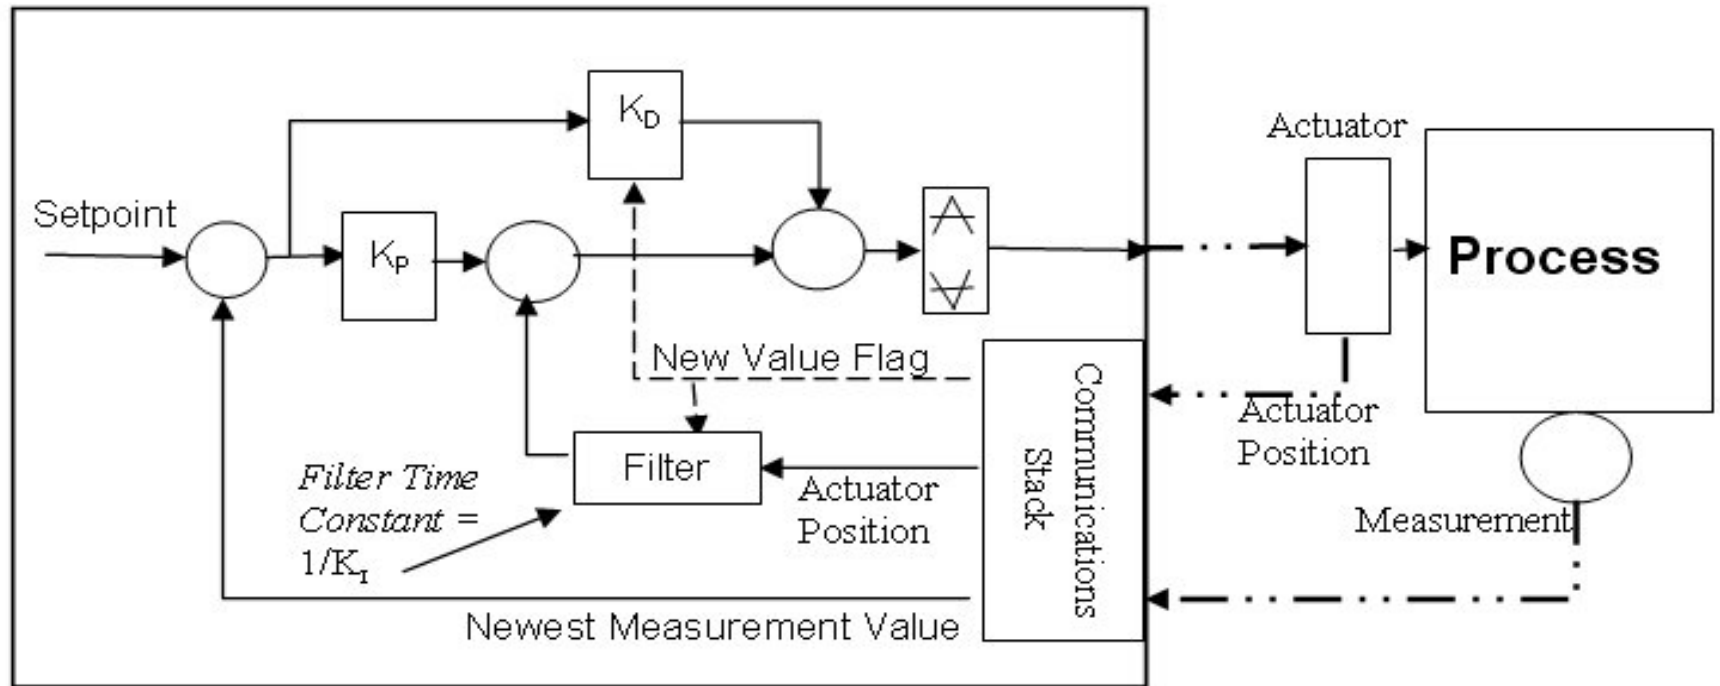 K_D
Actuator
Setpoint
K_P
Process
New Value Flag
Communications
Stack
Actuator
Position
Filter
Filter Time
Constant =
1/K_I
Actuator
Position
Measurement
Newest Measurement Value